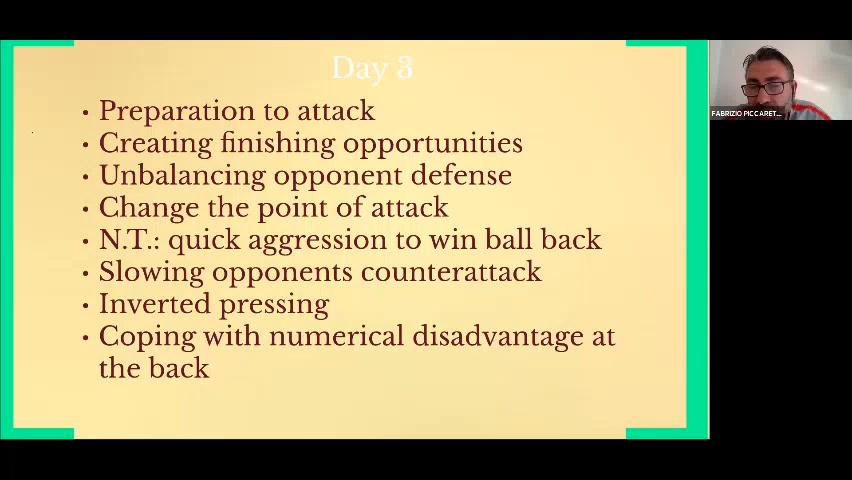 Day 3
• Preparation to attack
• Creating finishing opportunities
• Unbalancing opponent defense
• Change the point of attack
• N.T.: quick aggression to win ball back
• Slowing opponents counterattack
• Inverted pressing
• Coping with numerical disadvantage at
the back
FABRIZIO PICCARET...